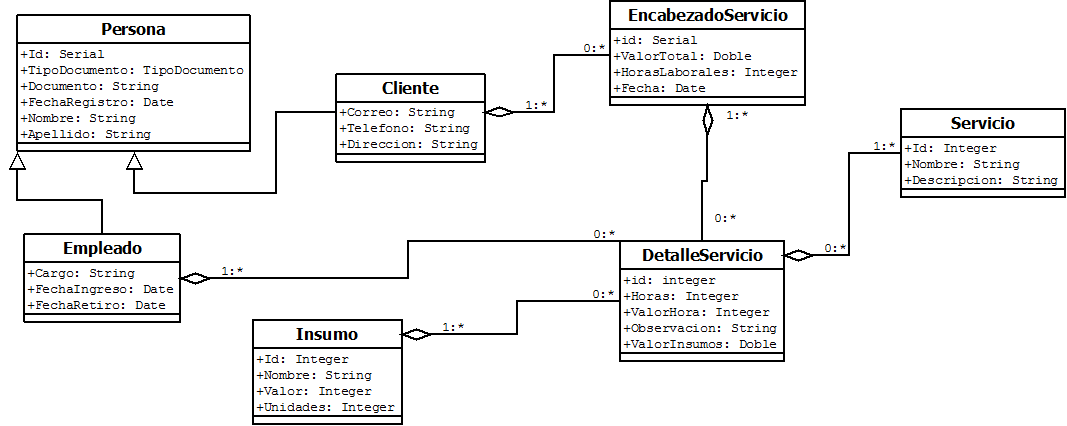 Persona
+Id: Serial
+TipoDocumento: TipoDocumento
+Documento: String
+FechaRegistro: Date
+Nombre: String
+Apellido: String
Cliente
+Correo: String
+Telefono: String
+Direccion: String
0:*
1:*
EncabezadoServicio
+id: Serial
+ValorTotal: Doble
+HorasLaborales: Integer
+Fecha: Date
1:*
0:*
Servicio
+Id: Integer
+Nombre: String
+Descripcion: String
1:*
0:*
Empleado
+Cargo: String
+FechaIngreso: Date
+FechaRetiro: Date
1:*
0:*
DetalleServicio
+id: integer
+Horas: Integer
+ValorHora: Integer
+Observacion: String
+ValorInsumos: Doble
0:*
1:*
Insumo
+Id: Integer
+Nombre: String
+Valor: Integer
+Unidades: Integer